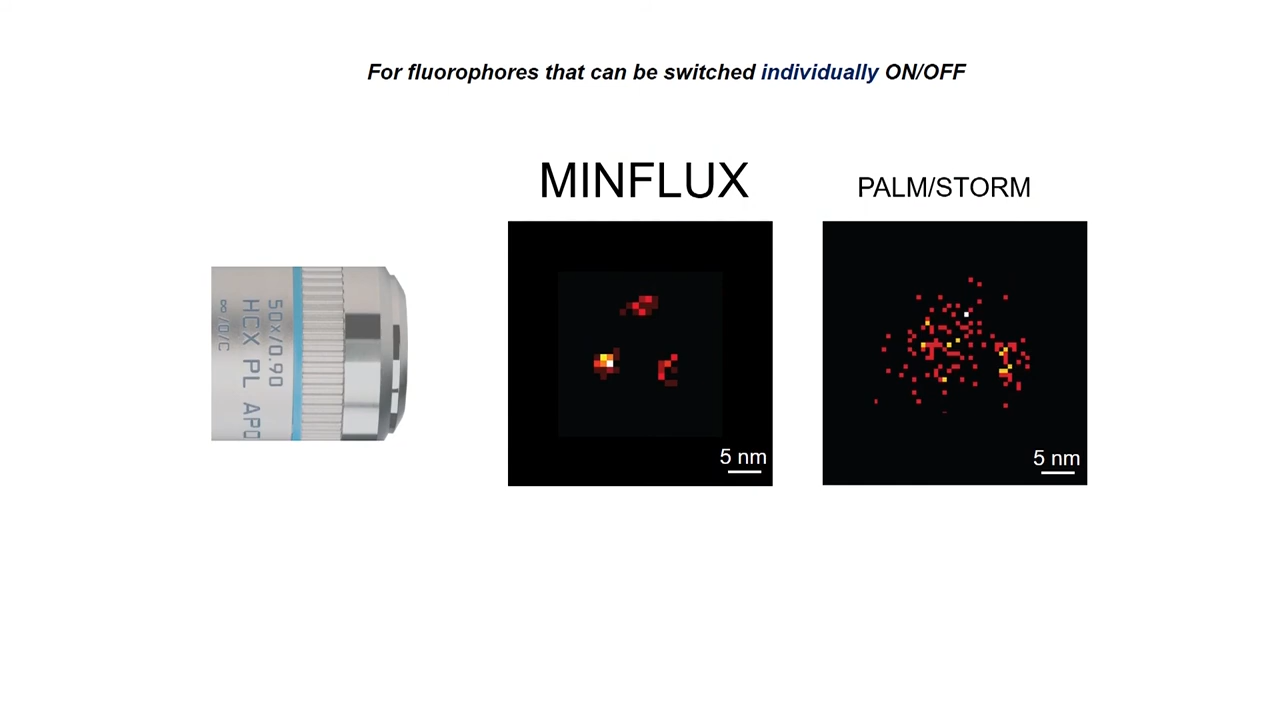 For fluorophores that can be switched individually ON/OFF
MINFLUX
PALM/STORM
50x/0.90
HCX PL APO
∞/0/C
5 nm
5 nm